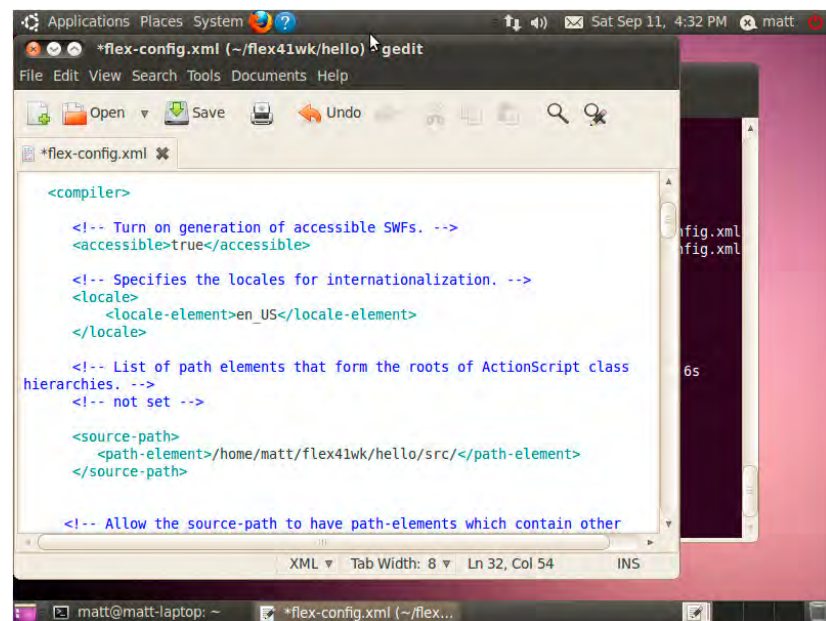 Applications Places System Sat Sep 11, 4:32 PM matt
*flex-config.xml (~/flex41wk/hello) - gedit
File Edit View Search Tools Documents Help
Open Save Undo
*flex-config.xml
<compiler>
<!-- Turn on generation of accessible SWFs. -->
<accessible>true</accessible>
<!-- Specifies the locales for internationalization. -->
<locale>
<locale-element>en_US</locale-element>
</locale>
<!-- List of path elements that form the roots of ActionScript class
hierarchies. -->
<!-- not set -->
<source-path>
<path-element>/home/matt/flex41wk/hello/src/</path-element>
</source-path>
<!-- Allow the source-path to have path-elements which contain other
XML Tab Width: 8 Ln 32, Col 54 INS
nfig.xml
nfig.xml
6s
matt@matt-laptop: ~ *flex-config.xml (~/flex...